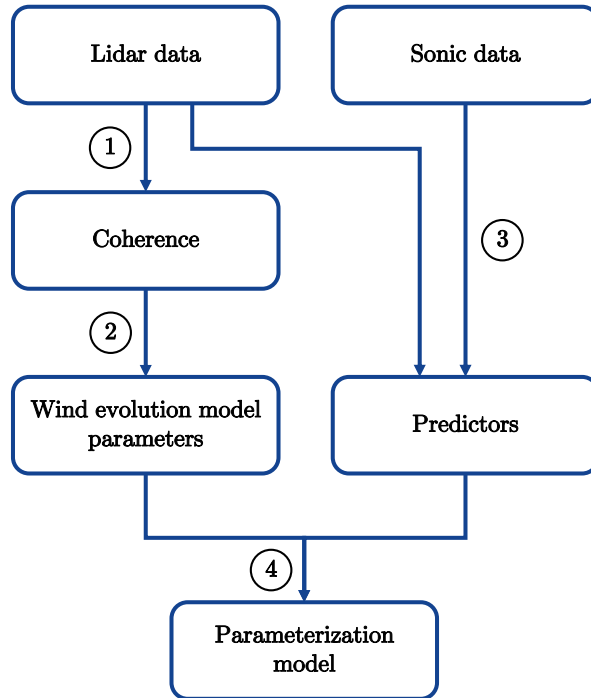 Lidar data
Sonic data
1
Coherence
3
2
Wind evolution model
parameters
Predictors
4
Parameterization
model